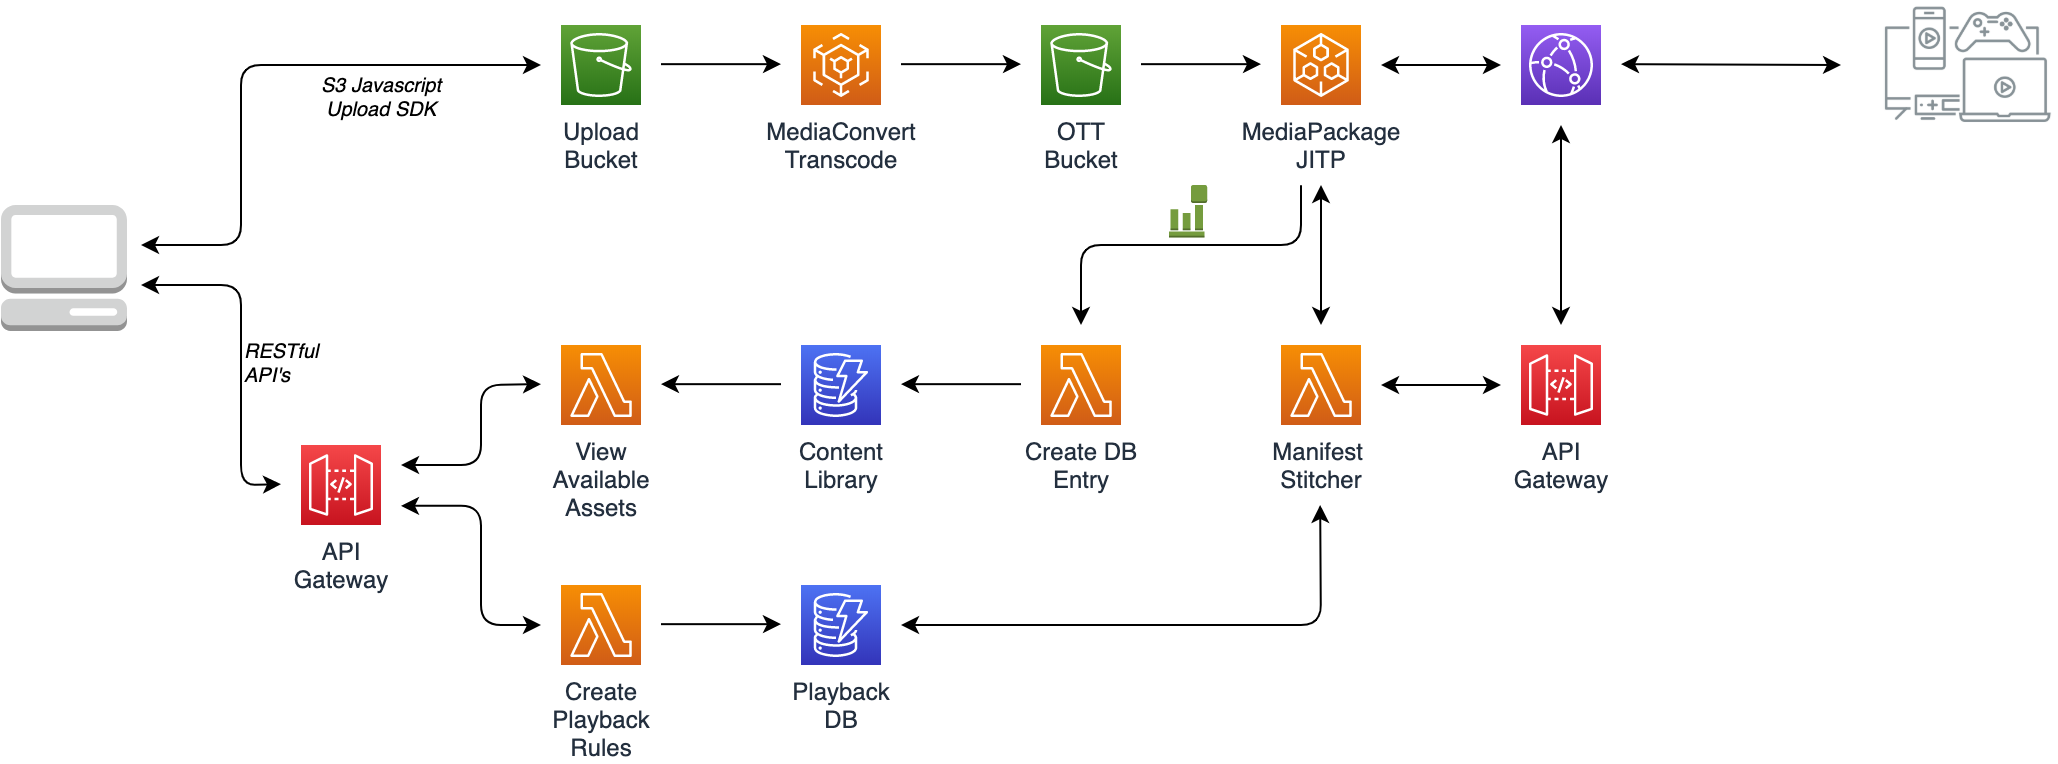 S3 Javascript
Upload SDK
Upload
Bucket
MediaConvert
Transcode
OTT
Bucket
MediaPackage
JITP
RESTful
API's
API
Gateway
View
Available
Assets
Content
Library
Create DB
Entry
Manifest
Stitcher
API
Gateway
Create
Playback
Rules
Playback
DB